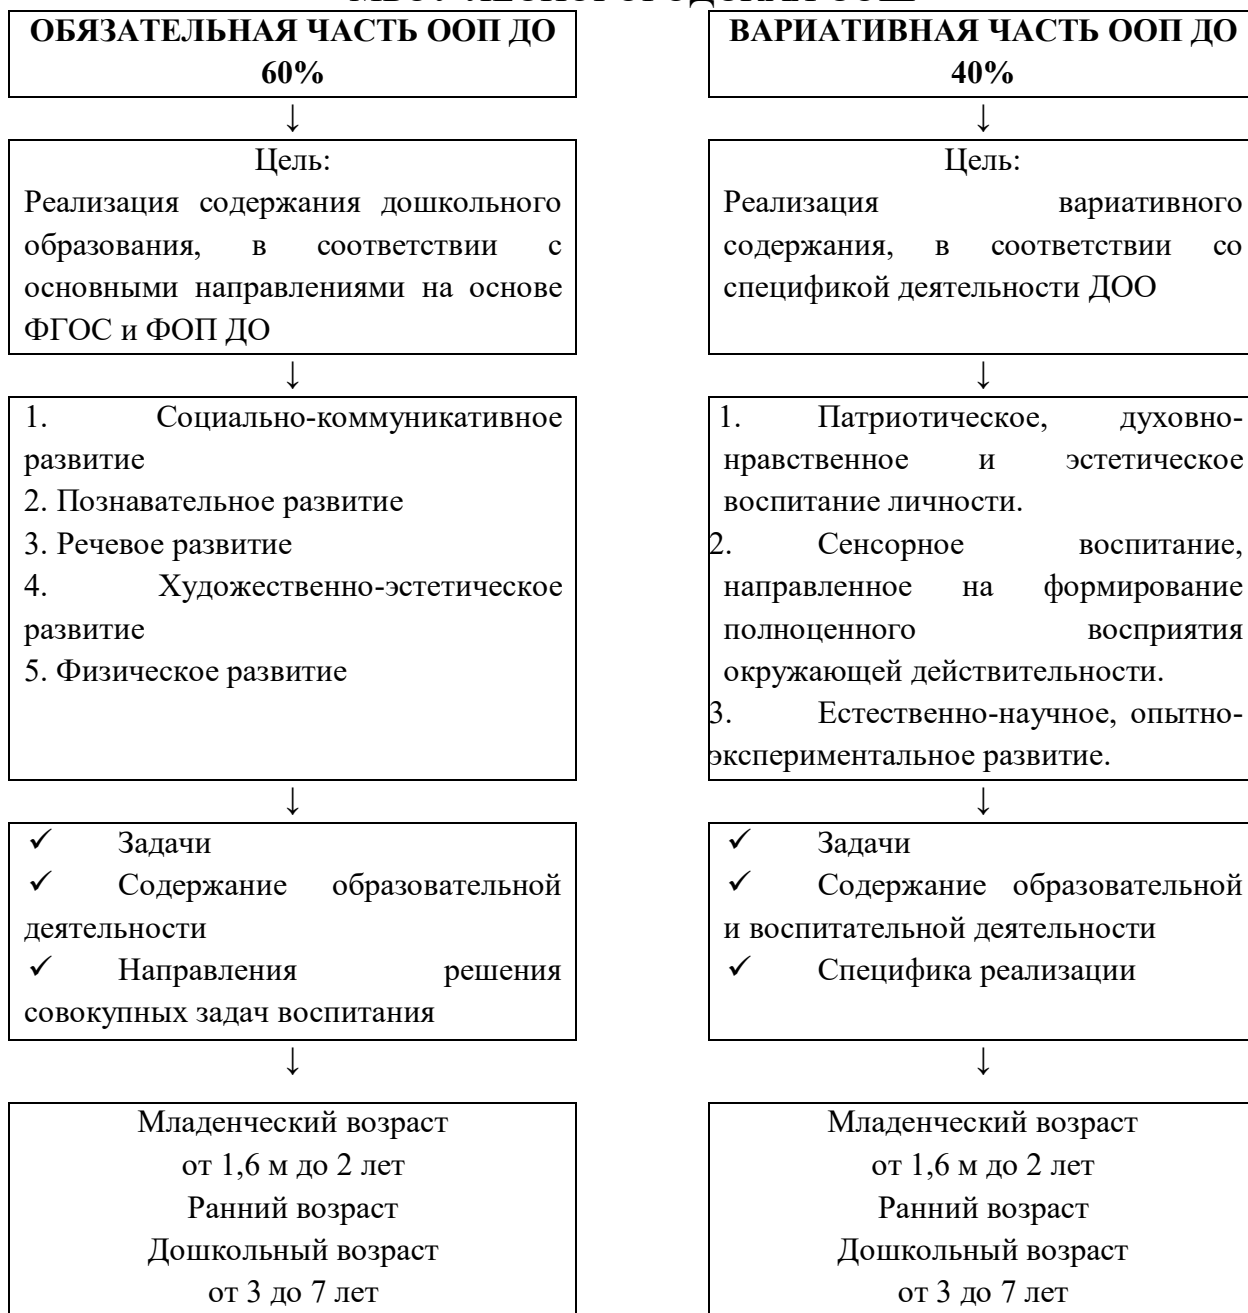 ОБЯЗАТЕЛЬНАЯ ЧАСТЬ ООП ДО
60%
↓
Цель:
Реализация содержания дошкольного
образования, в соответствии с
основными направлениями на основе
ФГОС и ФОП ДО
↓
1. Социально-коммуникативное
развитие
2. Познавательное развитие
3. Речевое развитие
4. Художественно-эстетическое
развитие
5. Физическое развитие
↓
✓ Задачи
✓ Содержание образовательной
деятельности
✓ Направления решения
совокупных задач воспитания
↓
Младенческий возраст
от 1,6 м до 2 лет
Ранний возраст
Дошкольный возраст
от 3 до 7 лет
ВАРИАТИВНАЯ ЧАСТЬ ООП ДО
40%
↓
Цель:
Реализация вариативного
содержания, в соответствии со
спецификой деятельности ДОО
↓
1. Патриотическое, духовно-
нравственное и эстетическое
воспитание личности.
2. Сенсорное воспитание,
направленное на формирование
полноценного восприятия
окружающей действительности.
3. Естественно-научное, опытно-
экспериментальное развитие.
↓
✓ Задачи
✓ Содержание образовательной
и воспитательной деятельности
✓ Специфика реализации
↓
Младенческий возраст
от 1,6 м до 2 лет
Ранний возраст
Дошкольный возраст
от 3 до 7 лет